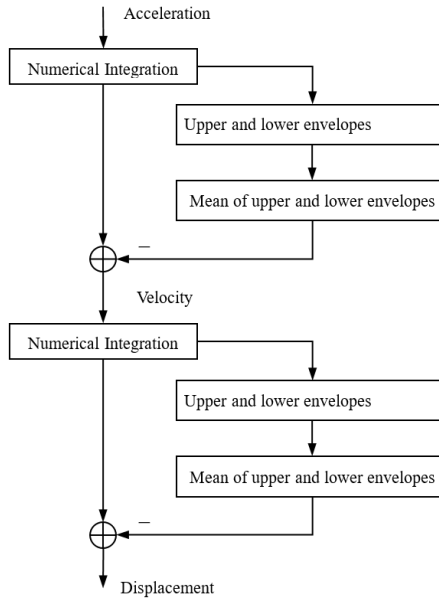 Acceleration
Numerical Integration
Upper and lower envelopes
Mean of upper and lower envelopes
−
Velocity
Numerical Integration
Upper and lower envelopes
Mean of upper and lower envelopes
−
Displacement